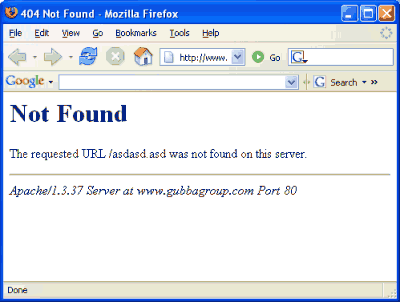 404 Not Found - Mozilla Firefox
File Edit View Go Bookmarks Tools Help
http://www. Go G
Google G Search »
Not Found
The requested URL /asdasd.asd was not found on this server.
Apache/1.3.37 Server at www.gubbagroup.com Port 80
Done